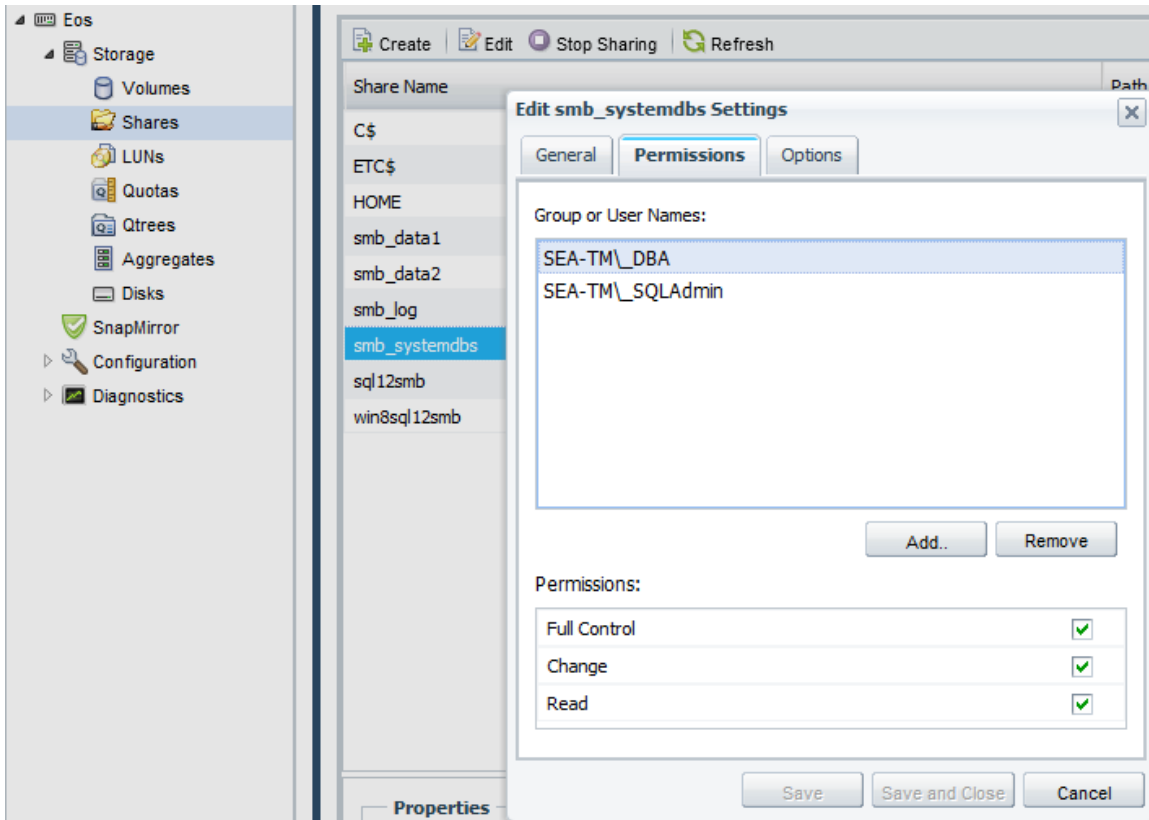 Eos
Storage
Volumes
Shares
LUNs
Quotas
Qtrees
Aggregates
Disks
SnapMirror
Configuration
Diagnostics
Create Edit Stop Sharing Refresh
Share Name Path
C$
ETC$
HOME
smb_data1
smb_data2
smb_log
smb_systemdbs
sql12smb
win8sql12smb
Properties
Edit smb_systemdbs Settings
General Permissions Options
Group or User Names:
SEA-TM\_DBA
SEA-TM\_SQLAdmin
Add.. Remove
Permissions:
Full Control
Change
Read
Save Save and Close Cancel